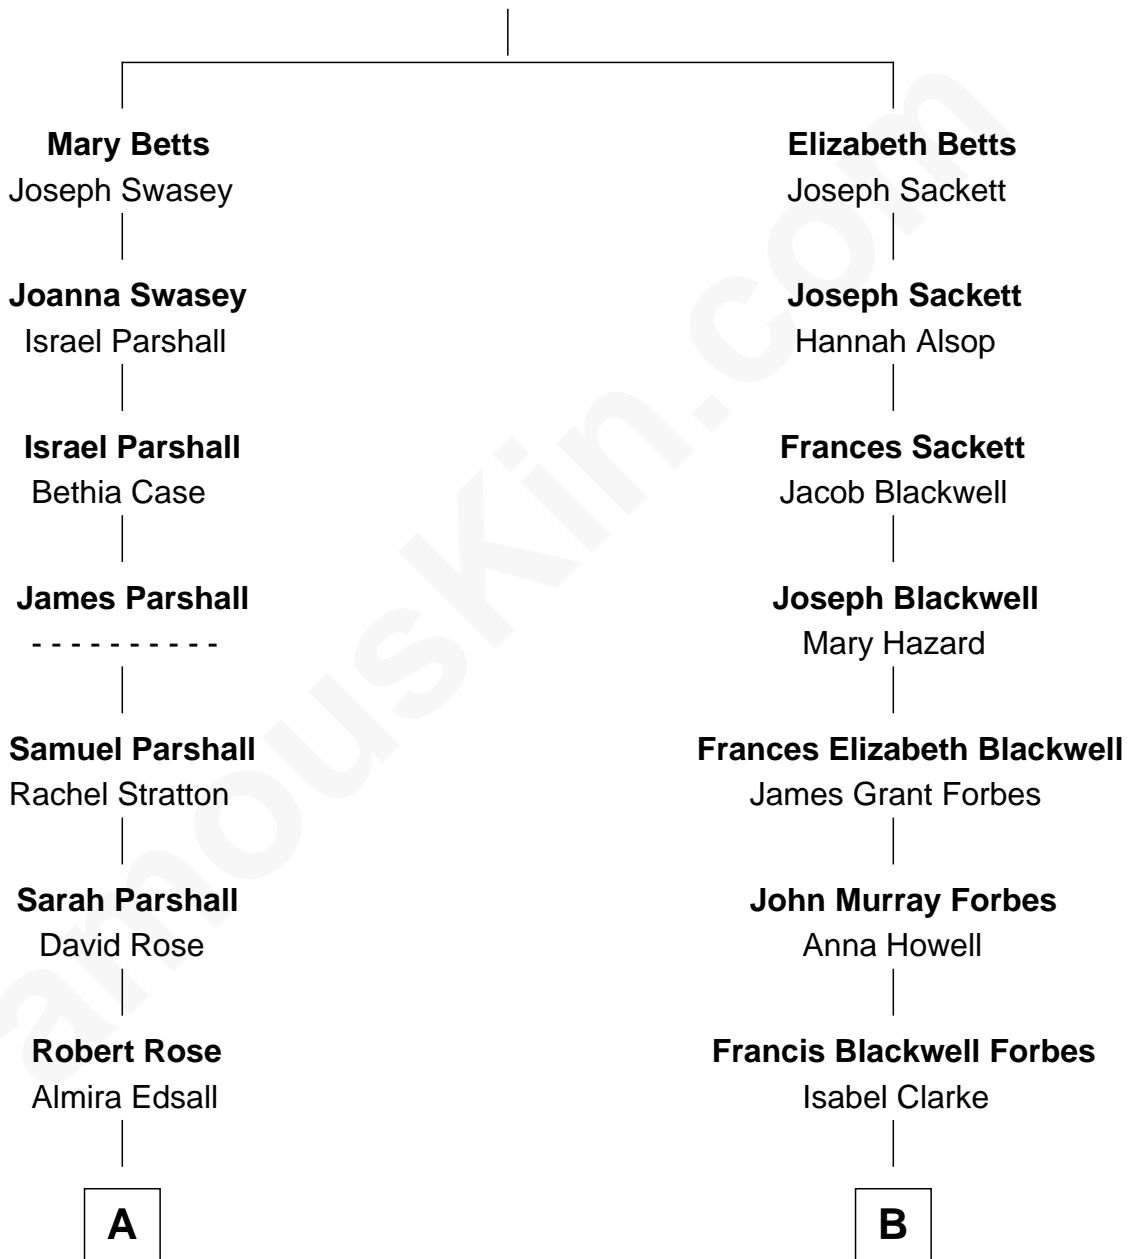 Mary Betts
Joseph Swasey
Elizabeth Betts
Joseph Sackett
Joanna Swasey
Israel Parshall
Joseph Sackett
Hannah Alsop
Israel Parshall
Bethia Case
Frances Sackett
Jacob Blackwell
James Parshall
- - - - - - - - - -
Joseph Blackwell
Mary Hazard
Samuel Parshall
Rachel Stratton
Frances Elizabeth Blackwell
James Grant Forbes
Sarah Parshall
David Rose
John Murray Forbes
Anna Howell
Robert Rose
Almira Edsall
Francis Blackwell Forbes
Isabel Clarke
A
B
amousKin.com